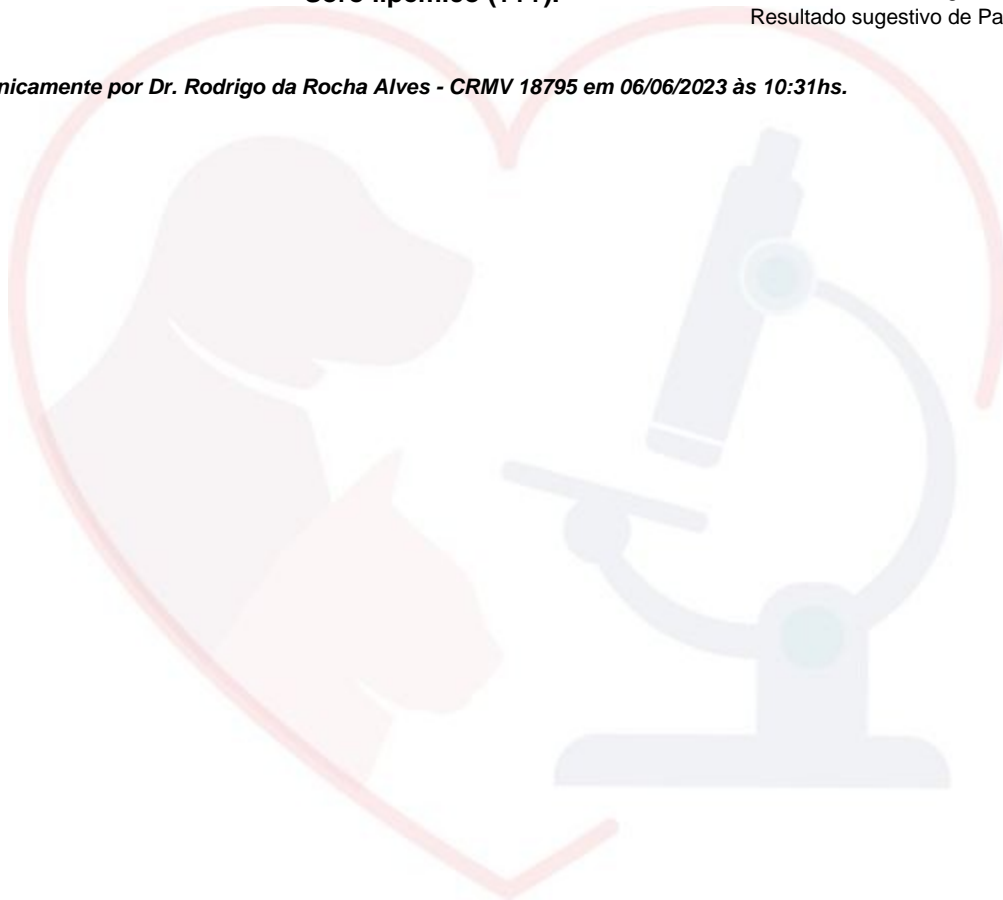 Soro lipêmico (+++).
Resultado sugestivo de Pa
nicamente por Dr. Rodrigo da Rocha Alves - CRMV 18795 em 06/06/2023 às 10:31hs.